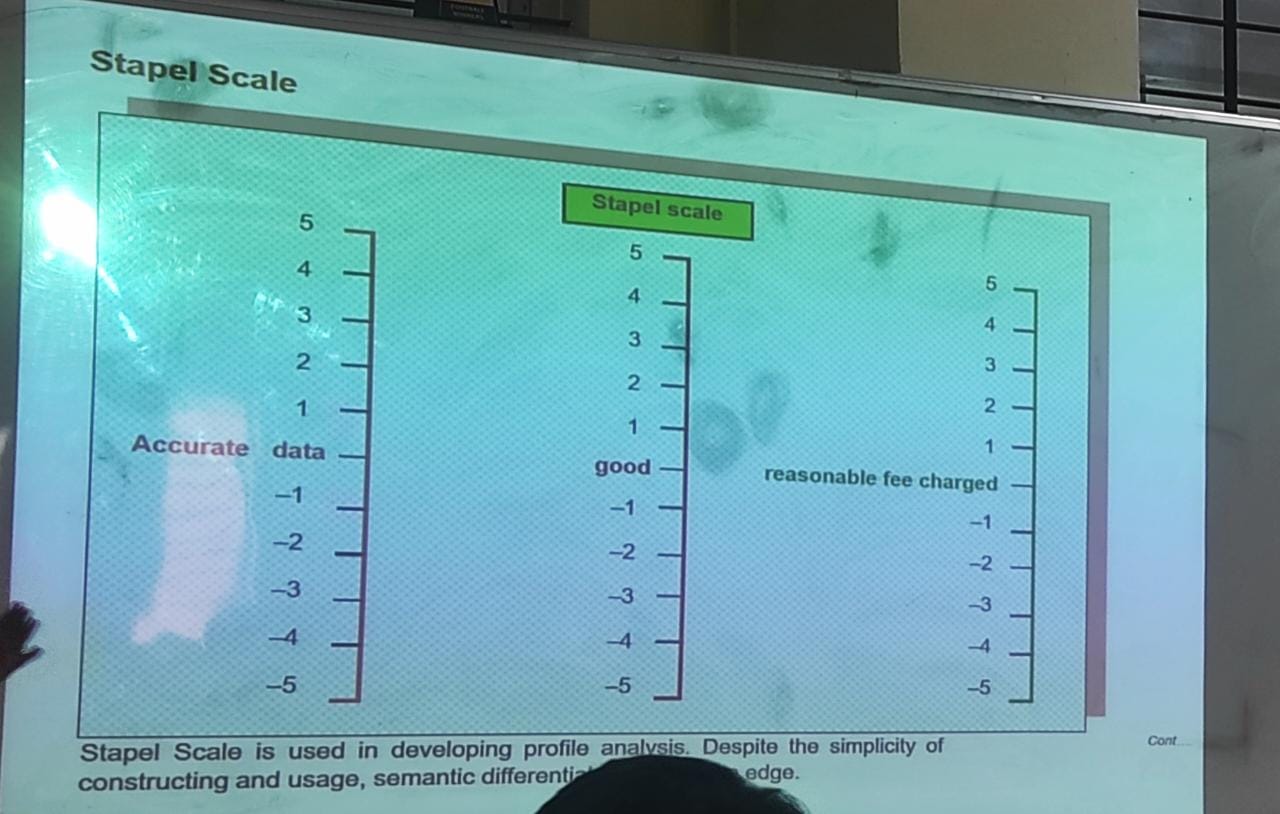 FOOTBALL
WINNERS
Stapel Scale
Stapel scale
5 5 5
4 4 4
3 3 3
2 2 2
1 1 1
Accurate data good reasonable fee charged
–1 –1 –1
–2 –2 –2
–3 –3 –3
–4 –4 –4
–5 –5 –5
Stapel Scale is used in developing profile analysis. Despite the simplicity of
constructing and usage, semantic edge.
Cont....